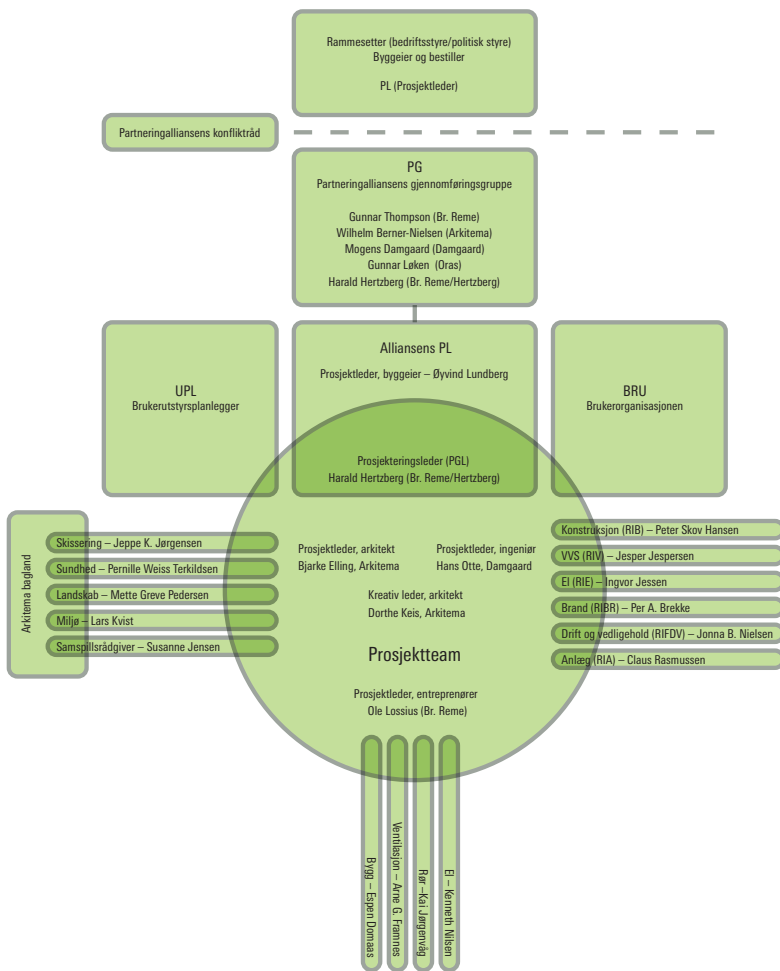 Rammesetter (bedriftsstyre/politisk styre)
Byggeier og bestiller
PL (Prosjektleder)
Partneringalliansens konfliktråd
PG
Partneringalliansens gjennomføringsgruppe
Gunnar Thompson (Br. Reme)
Wilhelm Berner-Nielsen (Arkitema)
Mogens Damgaard (Damgaard)
Gunnar Løken (Oras)
Harald Hertzberg (Br. Reme/Hertzberg)
UPL
Brukerutstyrsplanlegger
Alliansens PL
Prosjektleder, byggeier – Øyvind Lundberg
BRU
Brukerorganisasjonen
Prosjekteringsleder (PGL)
Harald Hertzberg (Br. Reme/Hertzberg)
Arkitema bagland
Skissering – Jeppe K. Jørgensen
Sundhed – Pernille Weiss Terkildsen
Landskab – Mette Greve Pedersen
Miljø – Lars Kvist
Samspillsrådgiver – Susanne Jensen
Prosjektleder, arkitekt
Bjarke Elling, Arkitema
Prosjektleder, ingeniør
Hans Otte, Damgaard
Kreativ leder, arkitekt
Dorthe Keis, Arkitema
Prosjektteam
Prosjektleder, entreprenører
Ole Lossius (Br. Reme)
Konstruksjon (RIB) – Peter Skov Hansen
VVS (RIV) – Jesper Jespersen
El (RIE) – Ingvor Jessen
Brand (RIBR) – Per A. Brekke
Drift og vedligehold (RIFDV) – Jonna B. Nielsen
Anlæg (RIA) – Claus Rasmussen
Bygg – Espen Domaas
Ventilasjon – Arne G. Framnes
Rør –Kai Jørgenvåg
El – Kenneth Nilsen